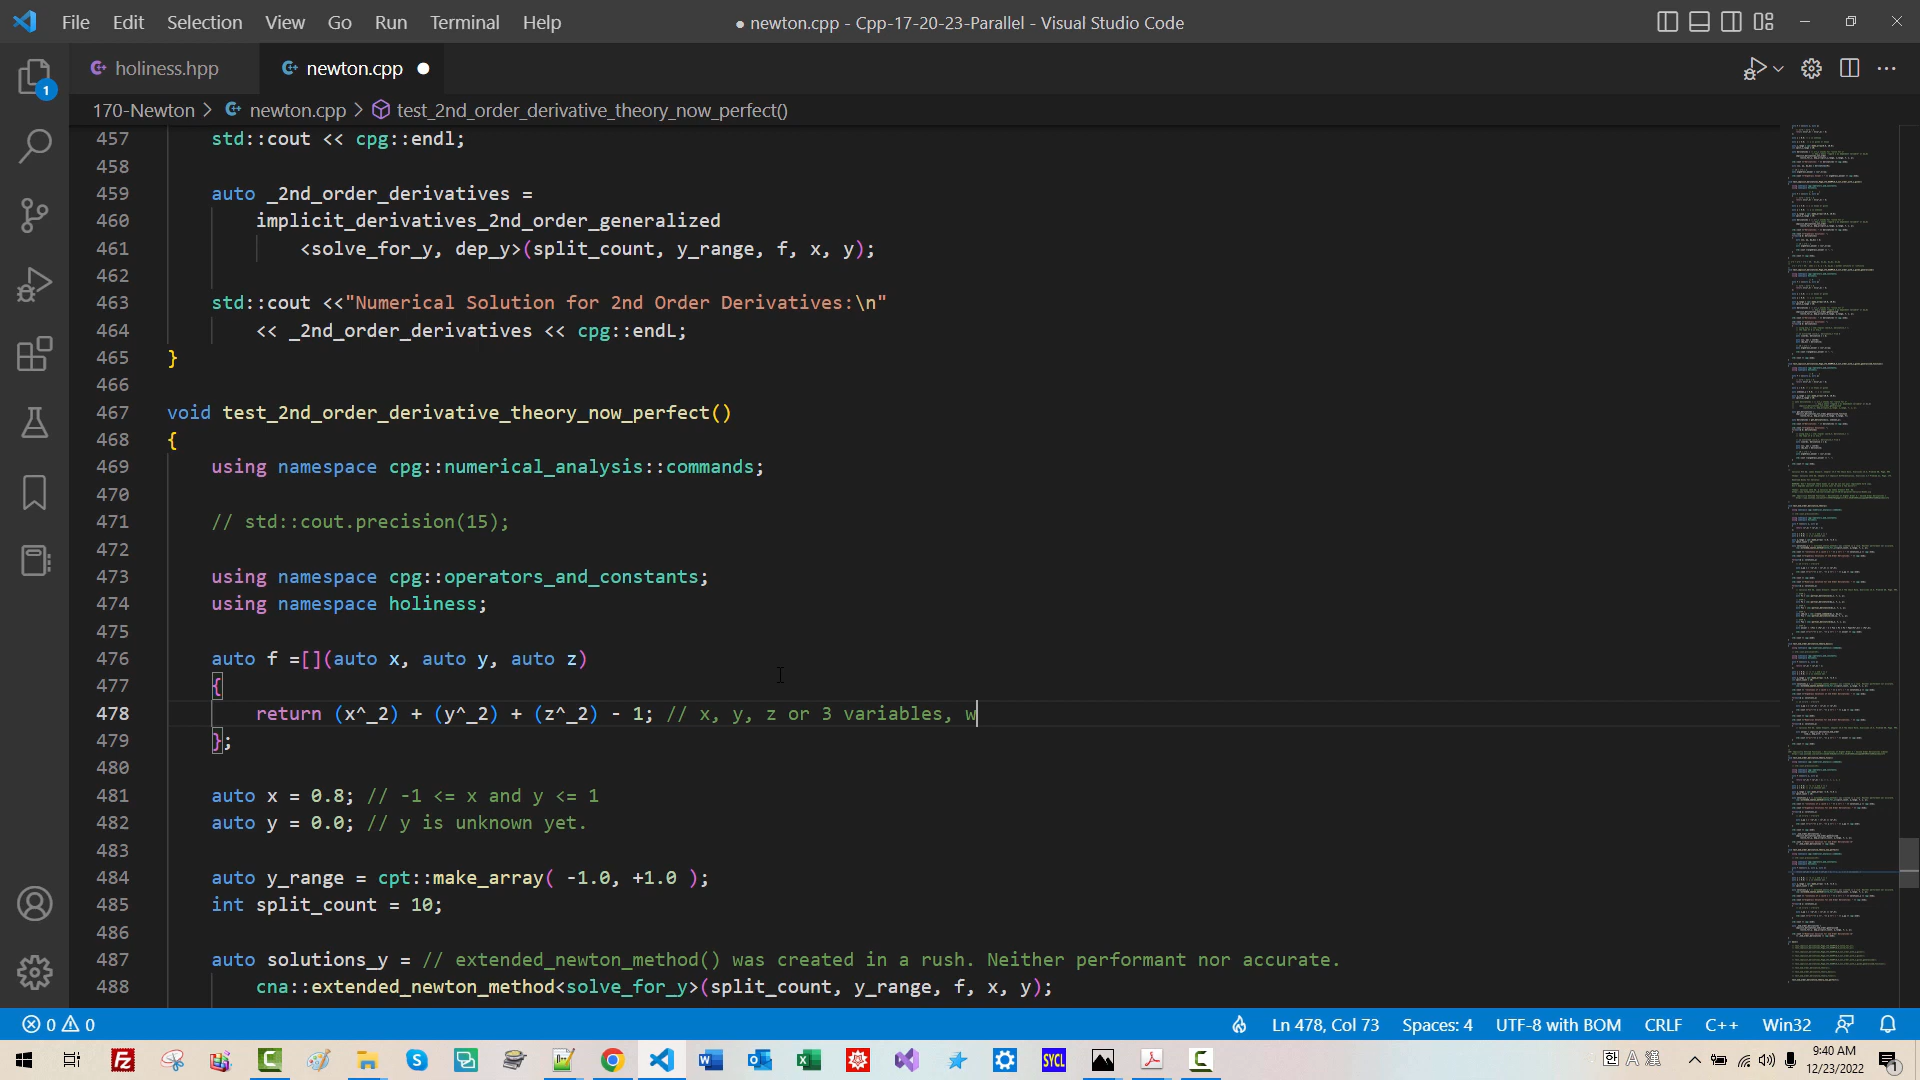 File Edit Selection View Go Run Terminal Help
● newton.cpp - Cpp-17-20-23-Parallel - Visual Studio Code
holiness.hpp newton.cpp
170-Newton > newton.cpp > test_2nd_order_derivative_theory_now_perfect()
457 std::cout << cpg::endl;
458
459 auto _2nd_order_derivatives =
460 implicit_derivatives_2nd_order_generalized
461 <solve_for_y, dep_y>(split_count, y_range, f, x, y);
462
463 std::cout <<"Numerical Solution for 2nd Order Derivatives:\n"
464 << _2nd_order_derivatives << cpg::endL;
465 }
466
467 void test_2nd_order_derivative_theory_now_perfect()
468 {
469 using namespace cpg::numerical_analysis::commands;
470
471 // std::cout.precision(15);
472
473 using namespace cpg::operators_and_constants;
474 using namespace holiness;
475
476 auto f =[](auto x, auto y, auto z)
477 {
478 return (x^_2) + (y^_2) + (z^_2) - 1; // x, y, z or 3 variables, w
479 };
480
481 auto x = 0.8; // -1 <= x and y <= 1
482 auto y = 0.0; // y is unknown yet.
483
484 auto y_range = cpt::make_array( -1.0, +1.0 );
485 int split_count = 10;
486
487 auto solutions_y = // extended_newton_method() was created in a rush. Neither performant nor accurate.
488 cna::extended_newton_method<solve_for_y>(split_count, y_range, f, x, y);
1
0 0
Ln 478, Col 73 Spaces: 4 UTF-8 with BOM CRLF C++ Win32
SYCL
한 A 漢
9:40 AM
12/23/2022
1